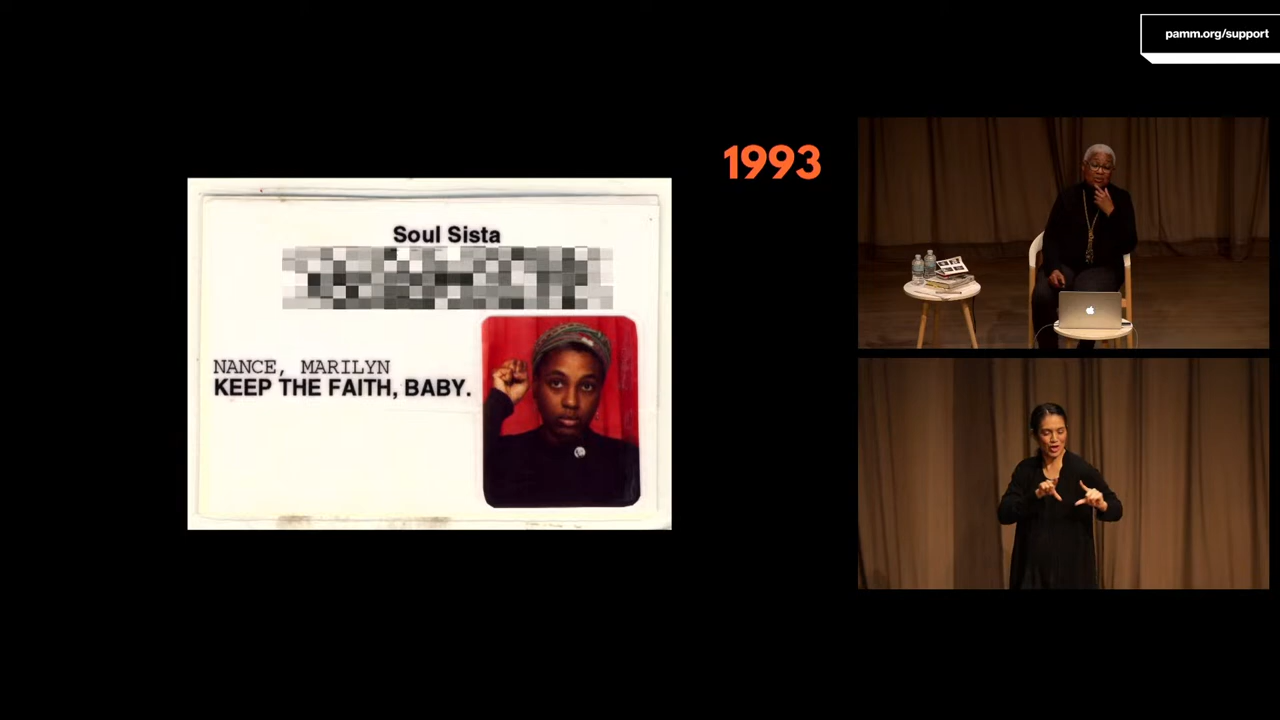 pamm.org/support
1993
Soul Sista
NANCE, MARILYN
KEEP THE FAITH, BABY.